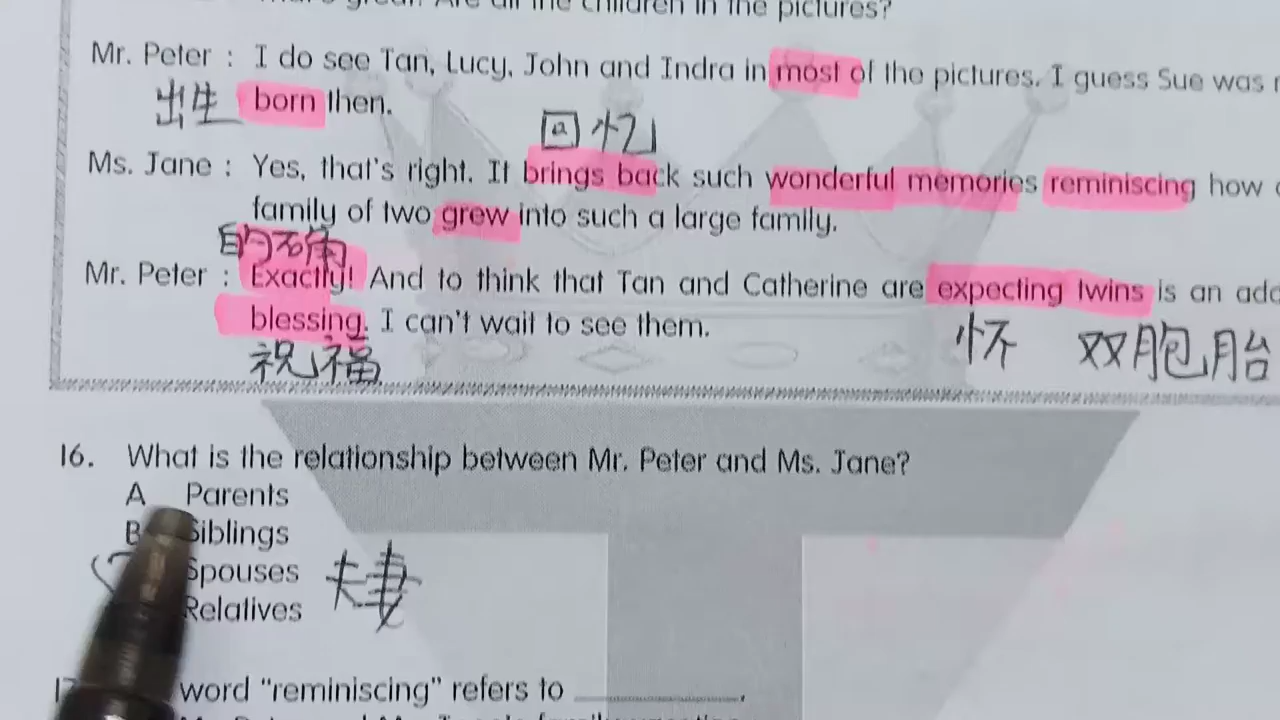 children in the pictures?
Mr. Peter : I do see Tan, Lucy, John and Indra in most of the pictures. I guess Sue was
出生 born then.
回忆
Ms. Jane : Yes, that's right. It brings back such wonderful memories reminiscing how
family of two grew into such a large family.
的确
Mr. Peter : Exactly! And to think that Tan and Catherine are expecting twins is an
blessing. I can't wait to see them.
祝福 怀 双胞胎
16. What is the relationship between Mr. Peter and Ms. Jane?
A Parents
B Siblings
Spouses 夫妻
Relatives
word "reminiscing" refers to